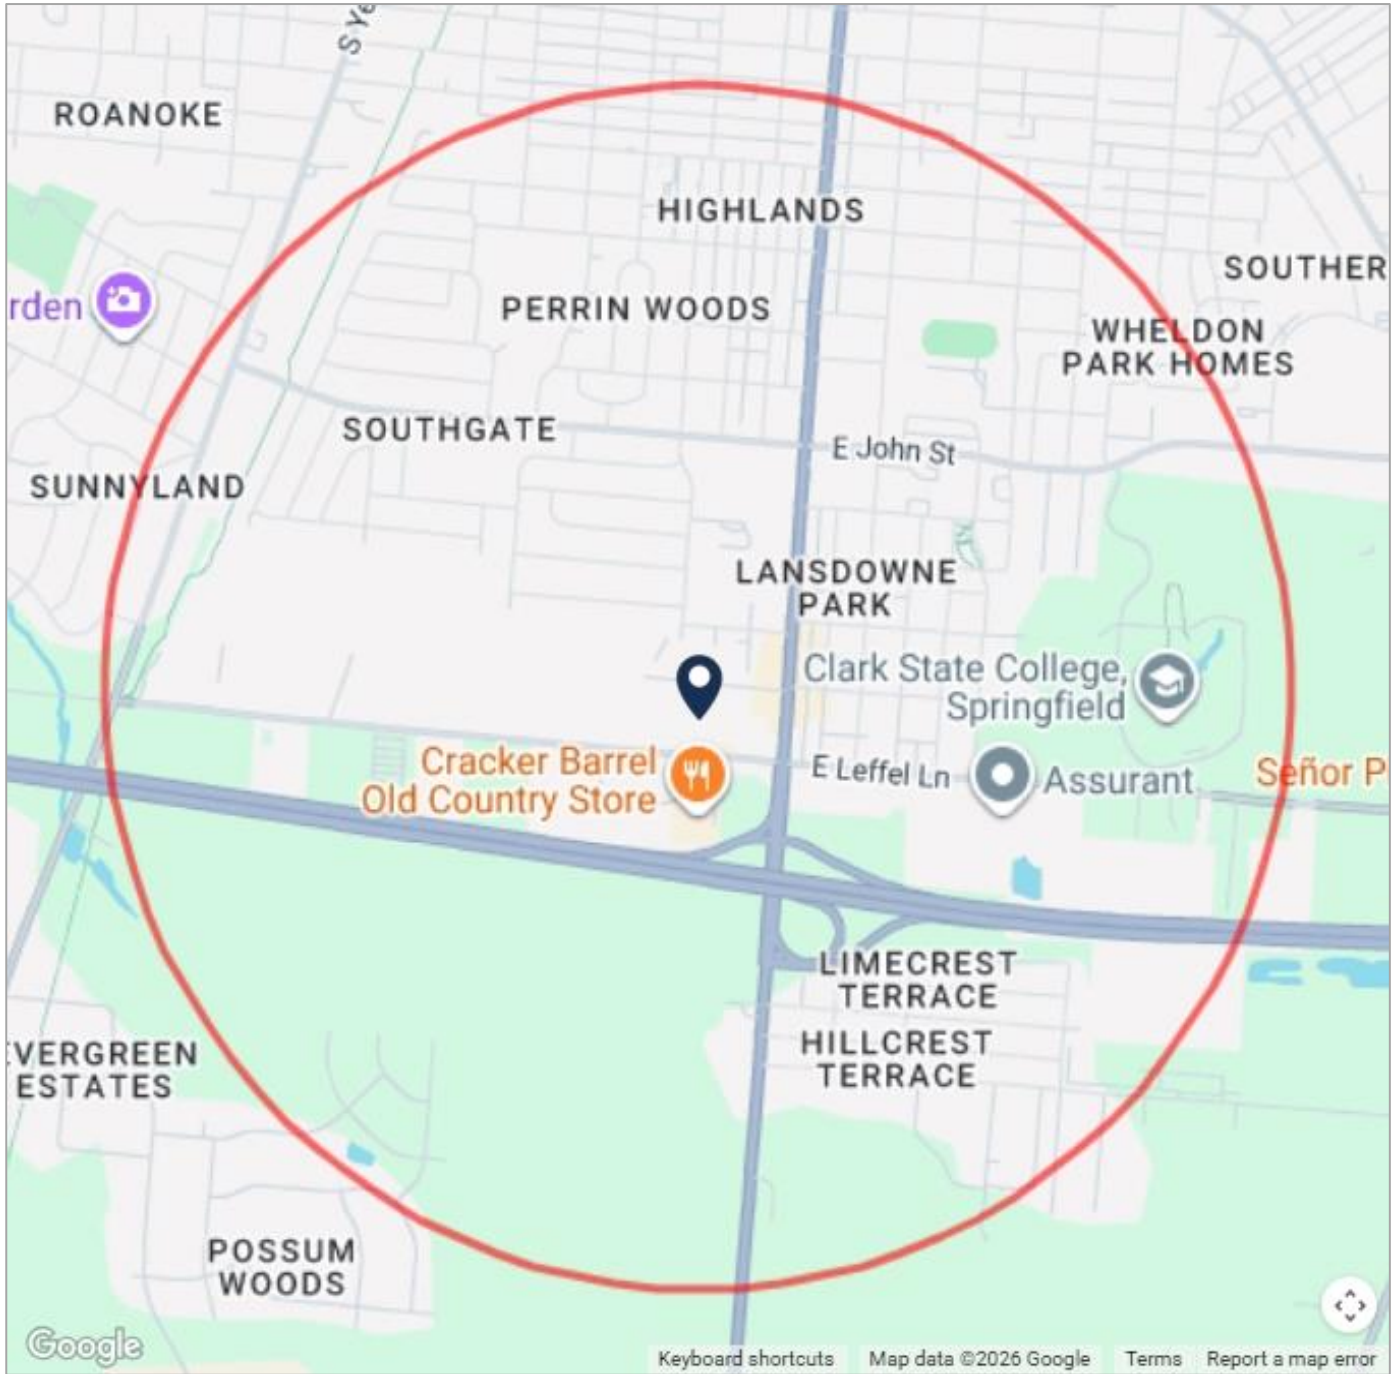 S Ye
ROANOKE
HIGHLANDS
SOUTHER
rden
PERRIN WOODS
WHELDON
PARK HOMES
SOUTHGATE
E John St
SUNNYLAND
LANSDOWNE
PARK
Clark State College,
Springfield
Cracker Barrel
Old Country Store
E Leffel Ln
Assurant
Señor P
LIMECREST
TERRACE
HILLCREST
TERRACE
EVERGREEN
ESTATES
POSSUM
WOODS
Google
Keyboard shortcuts
Map data ©2026 Google
Terms
Report a map error